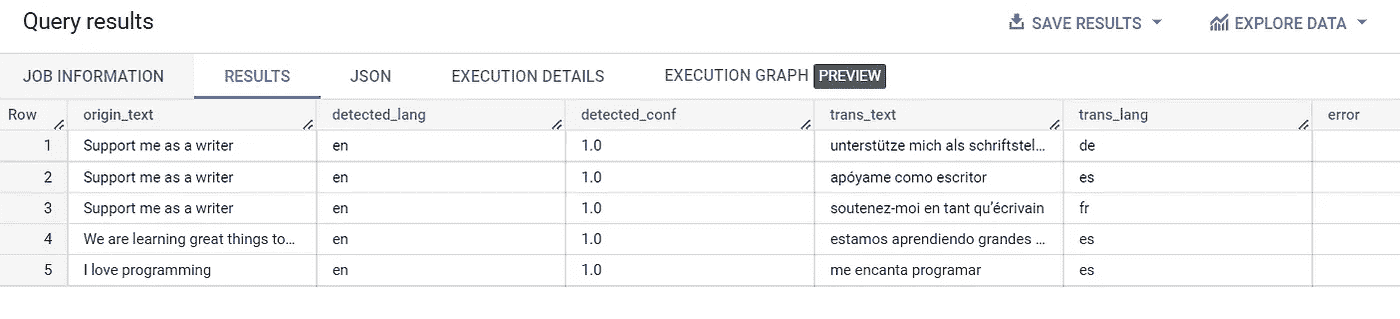 Query results
SAVE RESULTS
EXPLORE DATA
JOB INFORMATION RESULTS JSON EXECUTION DETAILS EXECUTION GRAPH PREVIEW
Row origin_text detected_lang detected_conf trans_text trans_lang error
1 Support me as a writer en 1.0 unterstütze mich als schriftstel... de
2 Support me as a writer en 1.0 apóyame como escritor es
3 Support me as a writer en 1.0 soutenez-moi en tant qu’écrivain fr
4 We are learning great things to... en 1.0 estamos aprendiendo grandes ... es
5 I love programming en 1.0 me encanta programar es